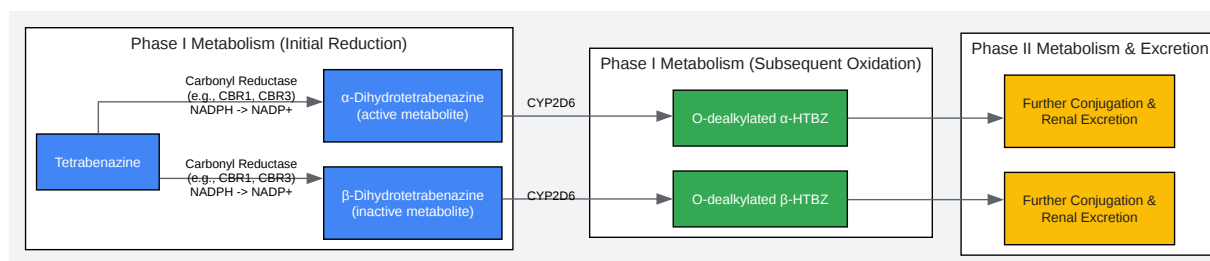 Phase I Metabolism (Initial Reduction)
Carbonyl Reductase
(e.g., CBR1, CBR3)
NADPH -> NADP+
α-Dihydrotetrabenazine
(active metabolite)
Tetrabenazine
Carbonyl Reductase
(e.g., CBR1, CBR3)
NADPH -> NADP+
β-Dihydrotetrabenazine
(inactive metabolite)
CYP2D6
CYP2D6
Phase I Metabolism (Subsequent Oxidation)
O-dealkylated α-HTBZ
O-dealkylated β-HTBZ
Phase II Metabolism & Excretion
Further Conjugation &
Renal Excretion
Further Conjugation &
Renal Excretion